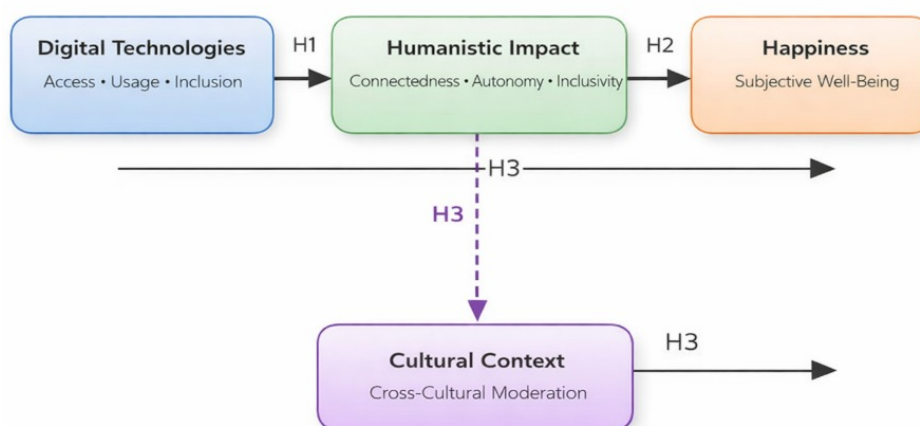 Digital Technologies
Access • Usage • Inclusion
H1
Humanistic Impact
Connectedness • Autonomy • Inclusivity
H2
Happiness
Subjective Well-Being
H3
H3
Cultural Context
Cross-Cultural Moderation
H3